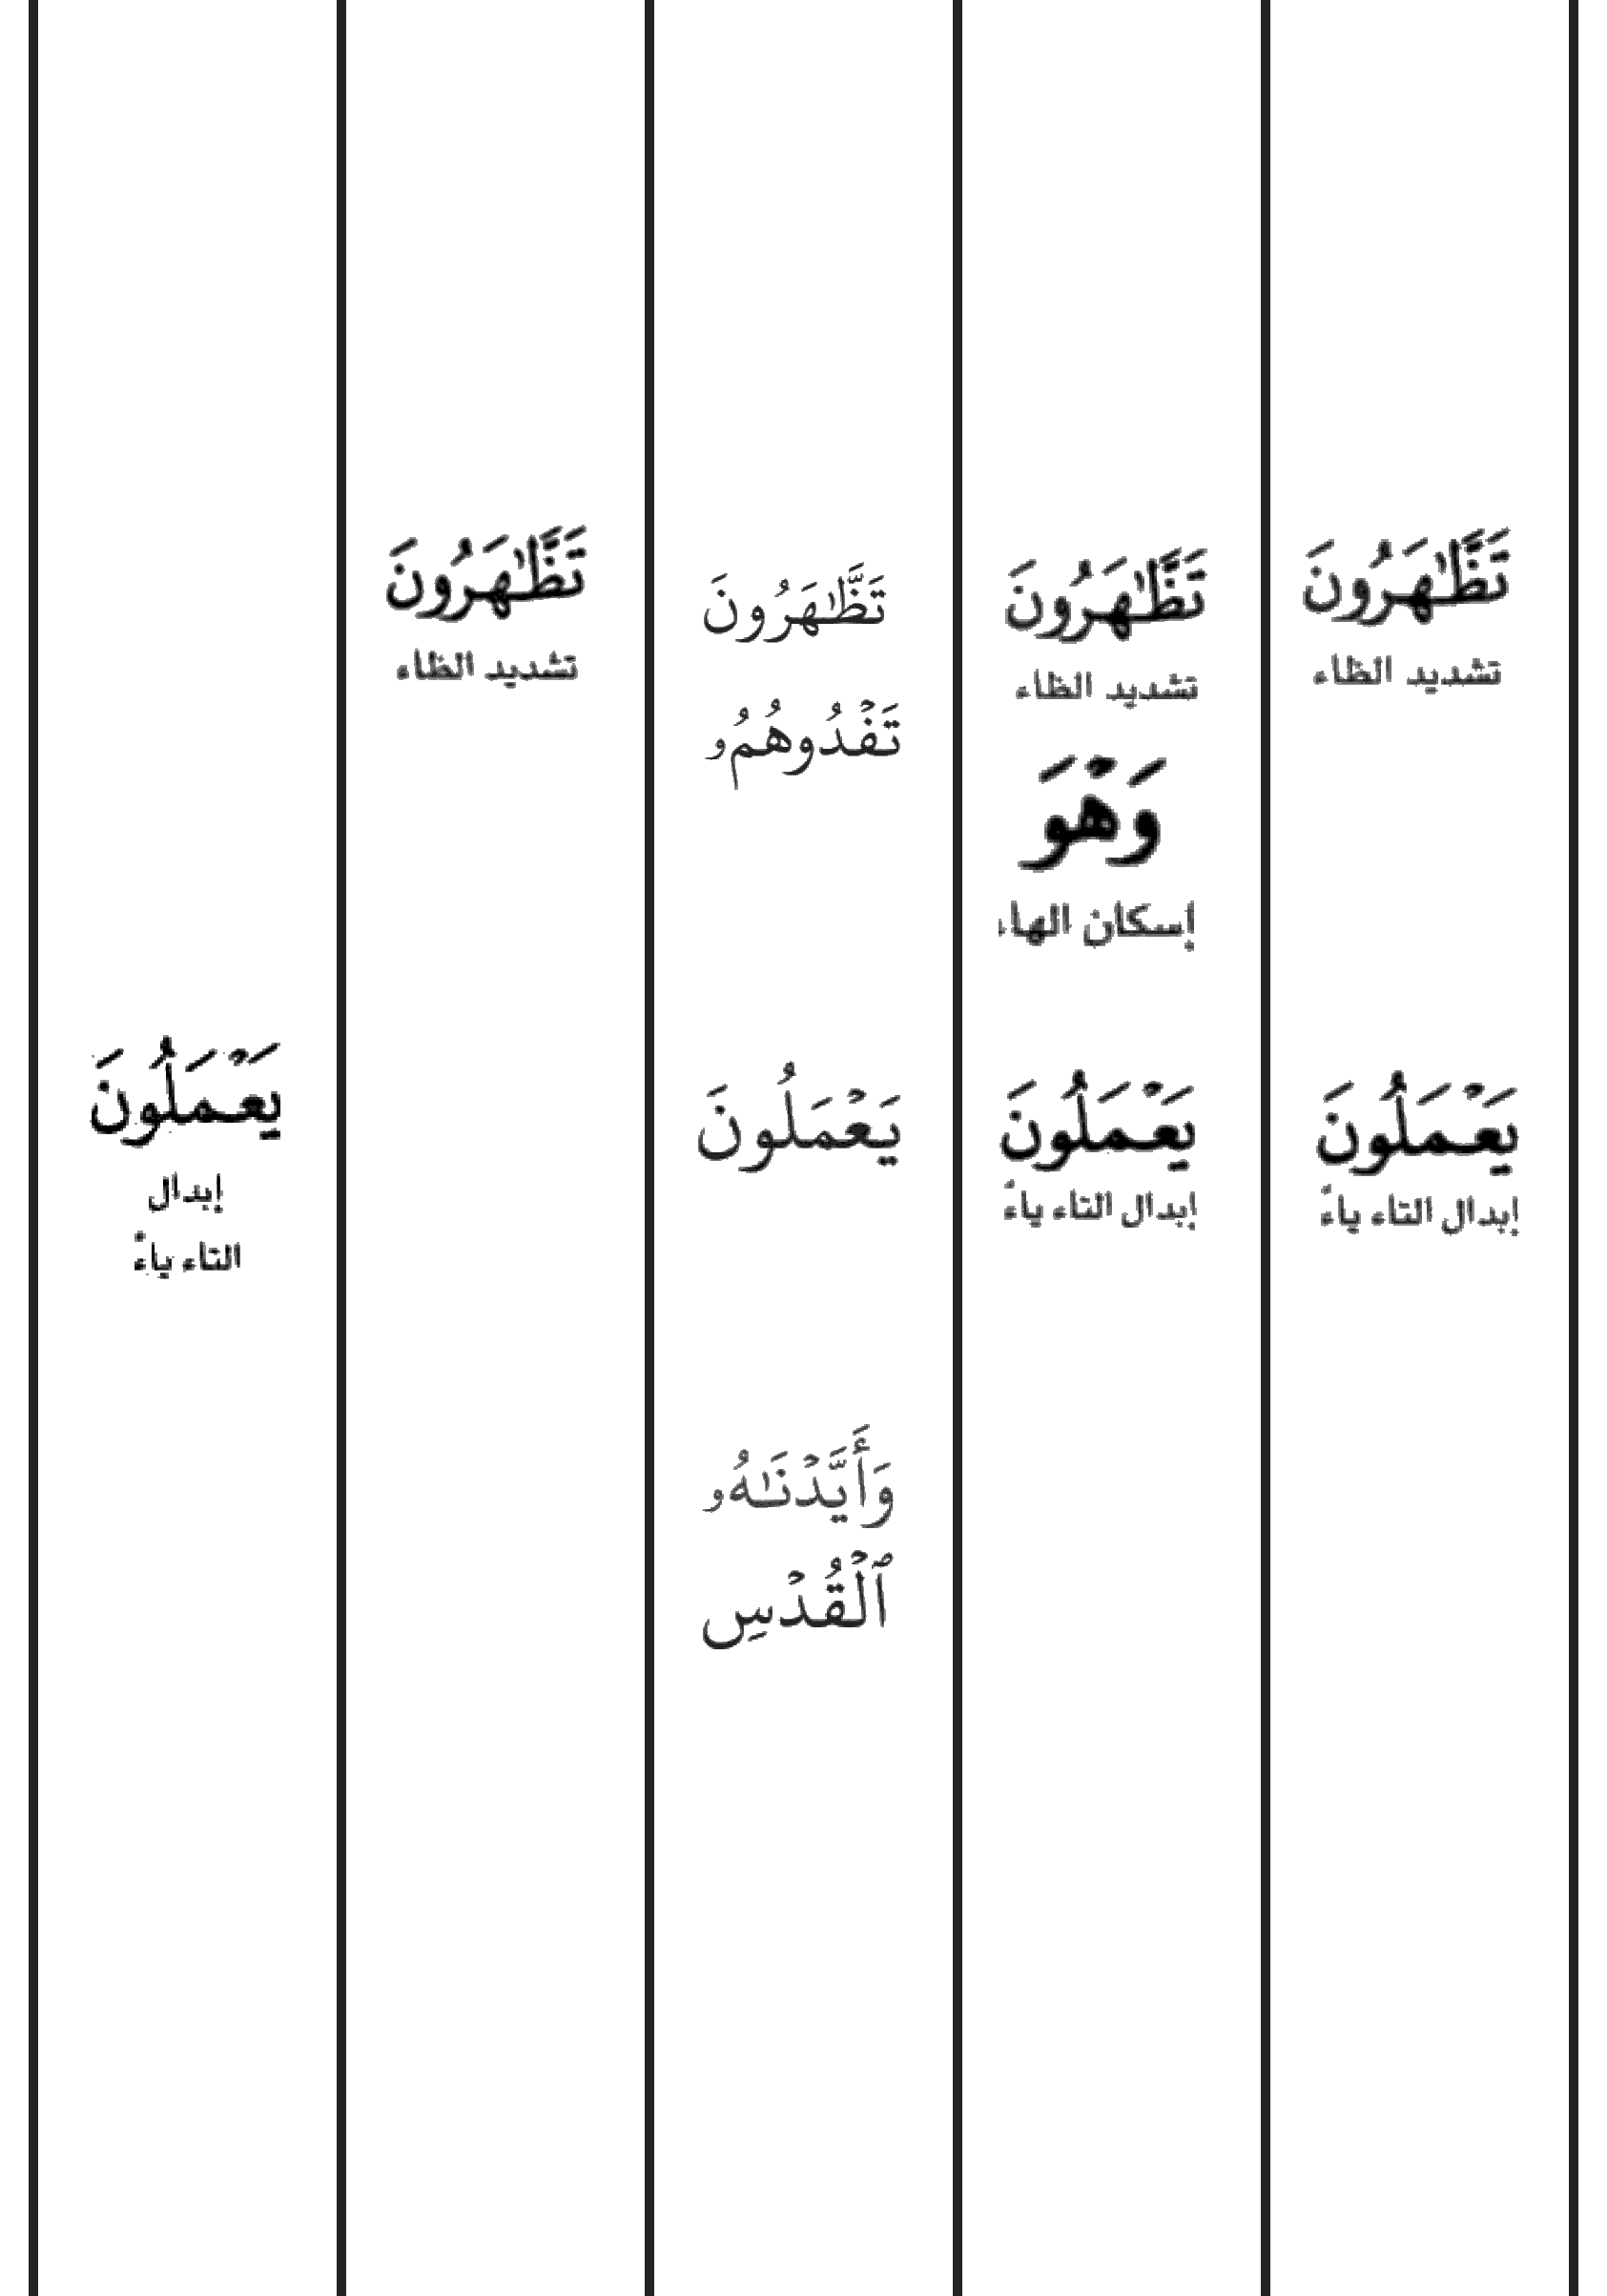 تَظَّٰهَرُونَ
تشديد الظاء
يَعْمَلُونَ
إبدال التاء ياءً
تَظَّٰهَرُونَ
تشديد الظاء
وَهْوَ
إسكان الهاء
يَعْمَلُونَ
إبدال التاء ياءً
تَظَّٰهَرُونَ
تَفْدُوهُمُۥ
يَعْمَلُونَ
وَأَيَّدْنَٰهُۥ
ٱلْقُدْسِ
تَظَّٰهَرُونَ
تشديد الظاء
يَعْمَلُونَ
إبدال
التاء ياءً